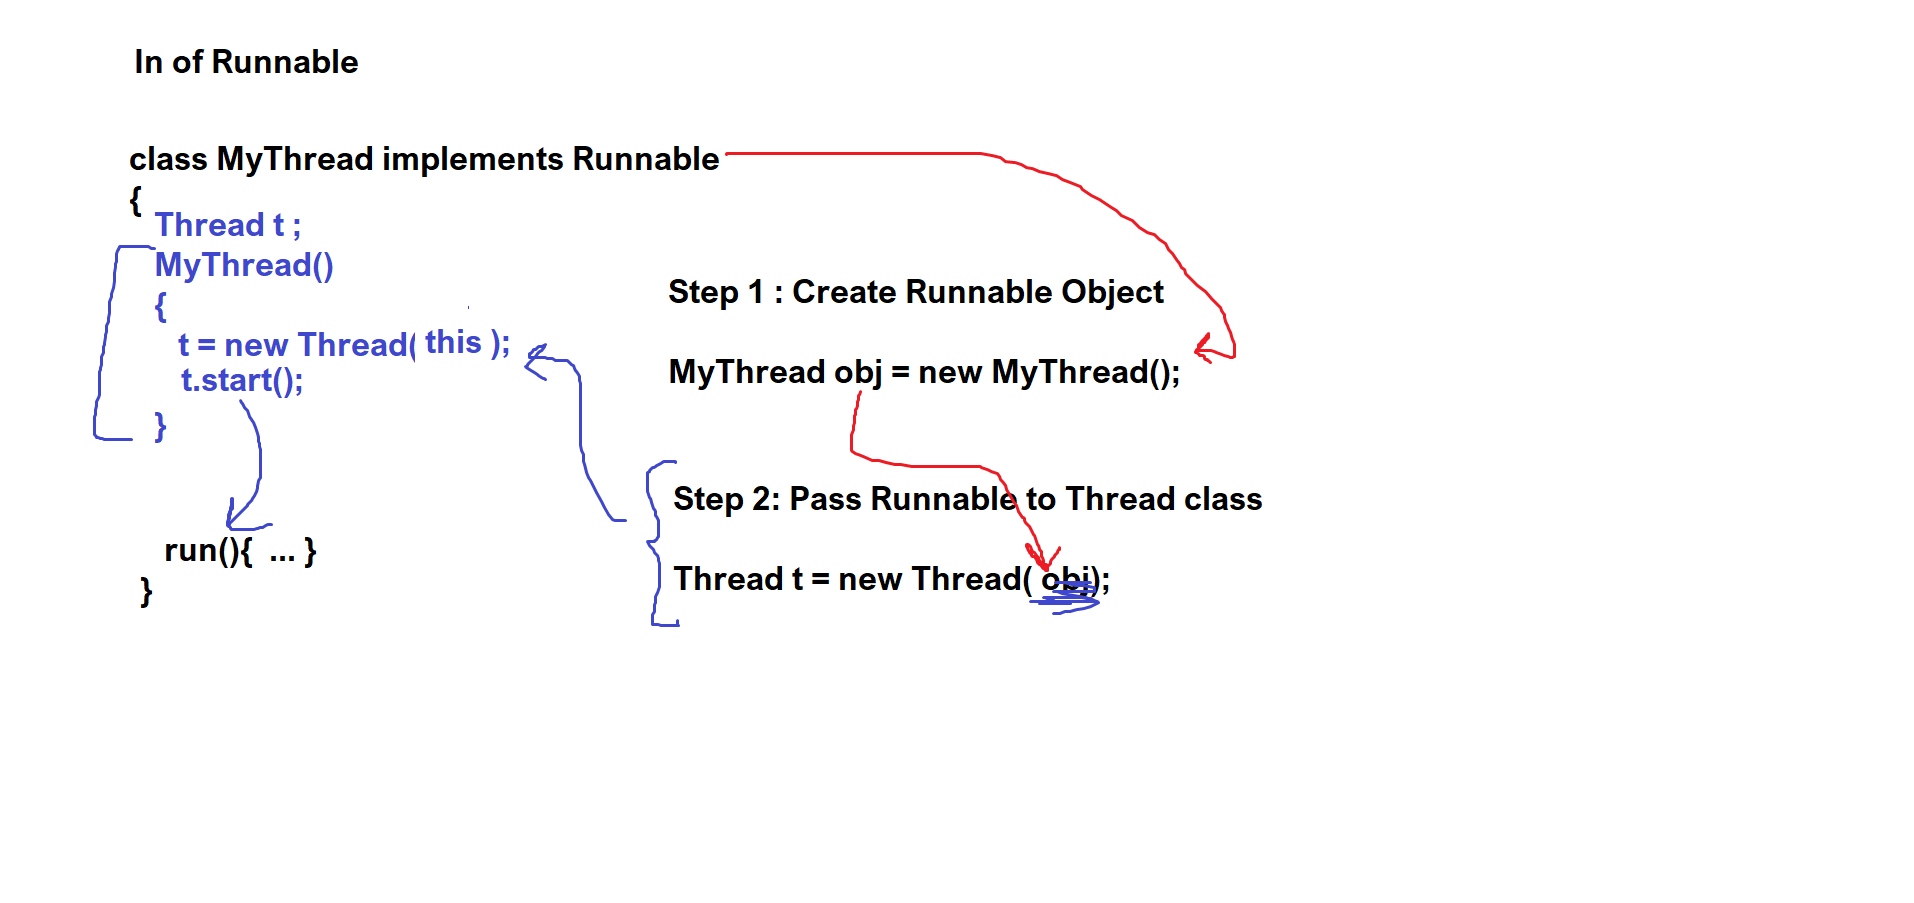 In of Runnable
class MyThread implements Runnable
{
Thread t ;
MyThread()
{
t = new Thread( this );
t.start();
}
run(){ ... }
}
Step 1 : Create Runnable Object
MyThread obj = new MyThread();
Step 2: Pass Runnable to Thread class
Thread t = new Thread( obj);